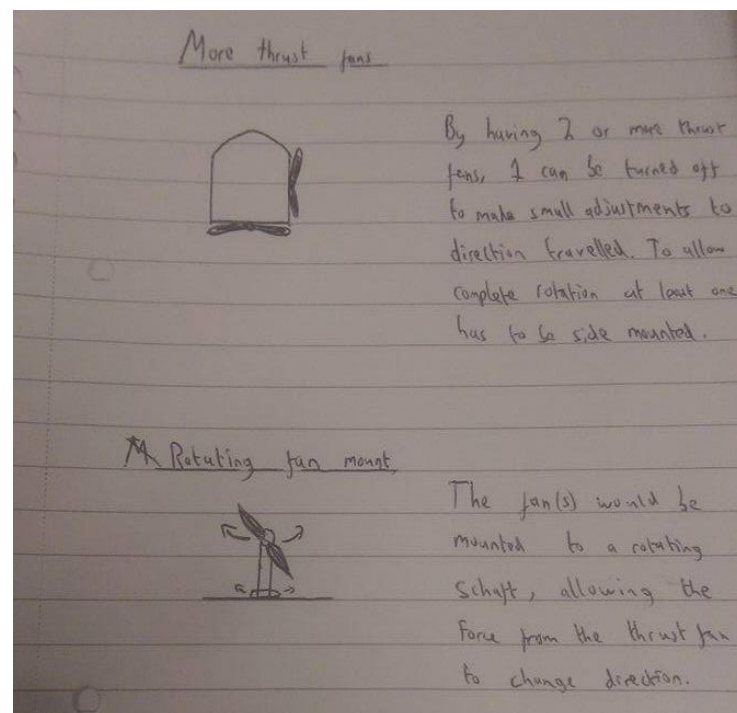 More thrust fans
By having 2 or more thrust
fans, 1 can be turned off
to make small adjustments to
direction travelled. To allow
complete rotation at least one
has to be side mounted.
Rotating fan mount
The fan(s) would be
mounted to a rotating
schaft, allowing the
force from the thrust fan
to change direction.